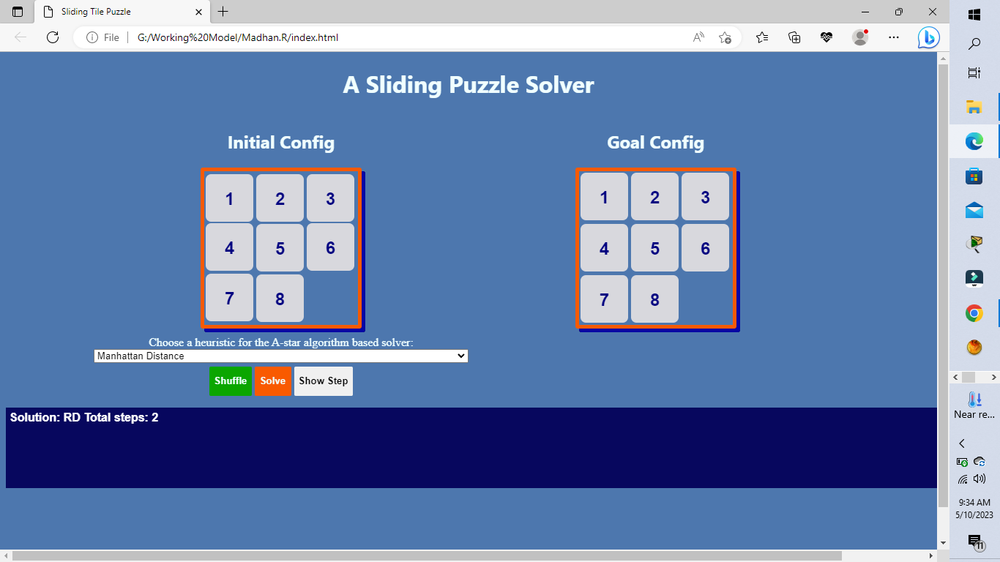 Sliding Tile Puzzle
File
G:/Working%20Model/Madhan.R/index.html
A Sliding Puzzle Solver
Initial Config
Goal Config
1 2 3
4 5 6
7 8
1 2 3
4 5 6
7 8
Choose a heuristic for the A-star algorithm based solver:
Manhattan Distance
Shuffle
Solve
Show Step
Solution: RD Total steps: 2
Near re...
9:34 AM
5/10/2023
11